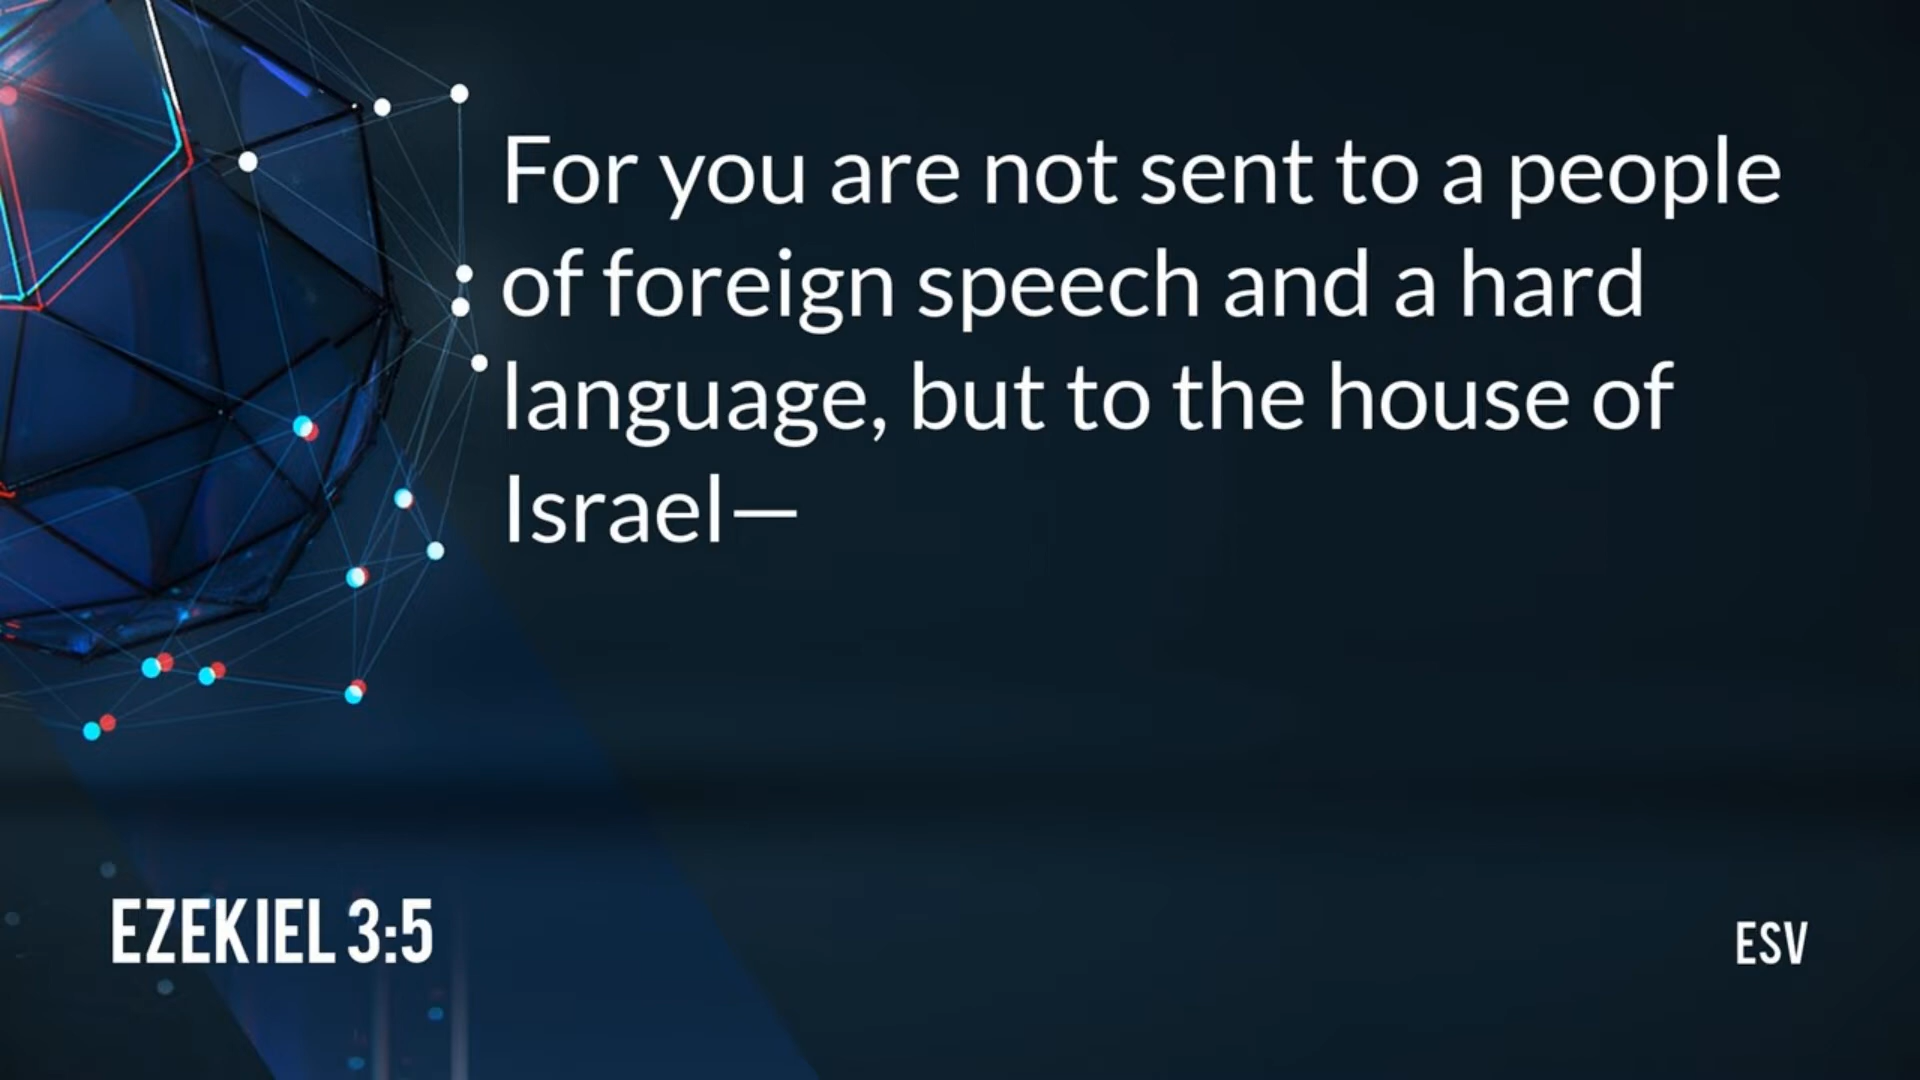 For you are not sent to a people
of foreign speech and a hard
language, but to the house of
Israel—
EZEKIEL 3:5
ESV